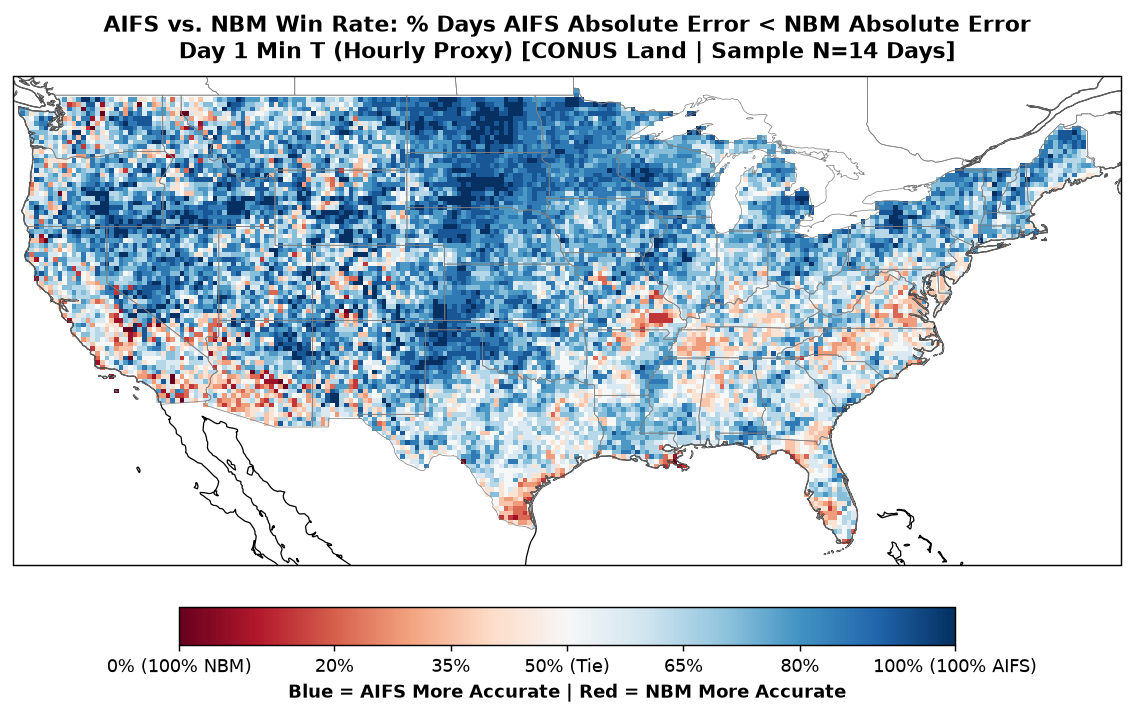 AIFS vs. NBM Win Rate: % Days AIFS Absolute Error < NBM Absolute Error
Day 1 Min T (Hourly Proxy) [CONUS Land | Sample N=14 Days]
0% (100% NBM) 20% 35% 50% (Tie) 65% 80% 100% (100% AIFS)
Blue = AIFS More Accurate | Red = NBM More Accurate